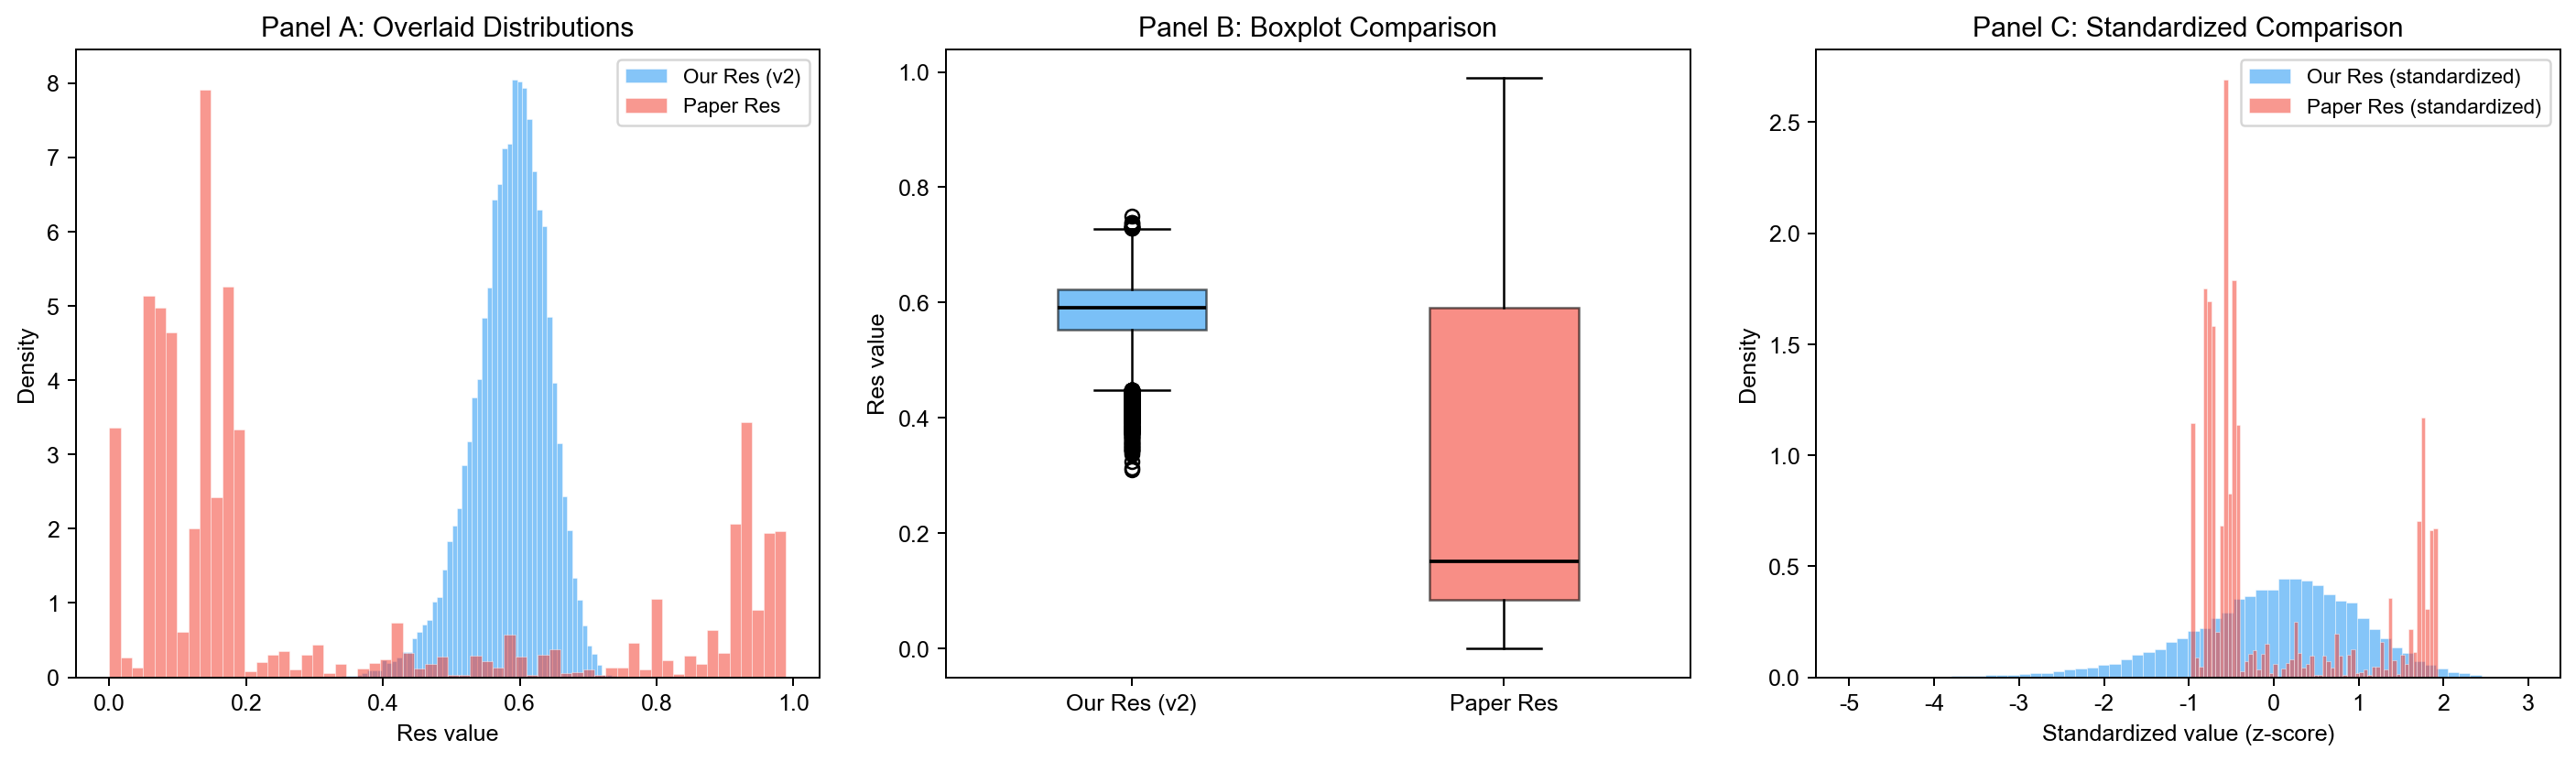 Panel A: Overlaid Distributions
Our Res (v2)
Paper Res
8
7
6
5
4
3
2
1
0
Density
0.0 0.2 0.4 0.6 0.8 1.0
Res value
Panel B: Boxplot Comparison
1.0
0.8
0.6
0.4
0.2
0.0
Res value
Our Res (v2) Paper Res
Panel C: Standardized Comparison
Our Res (standardized)
Paper Res (standardized)
2.5
2.0
1.5
1.0
0.5
0.0
Density
-5 -4 -3 -2 -1 0 1 2 3
Standardized value (z-score)